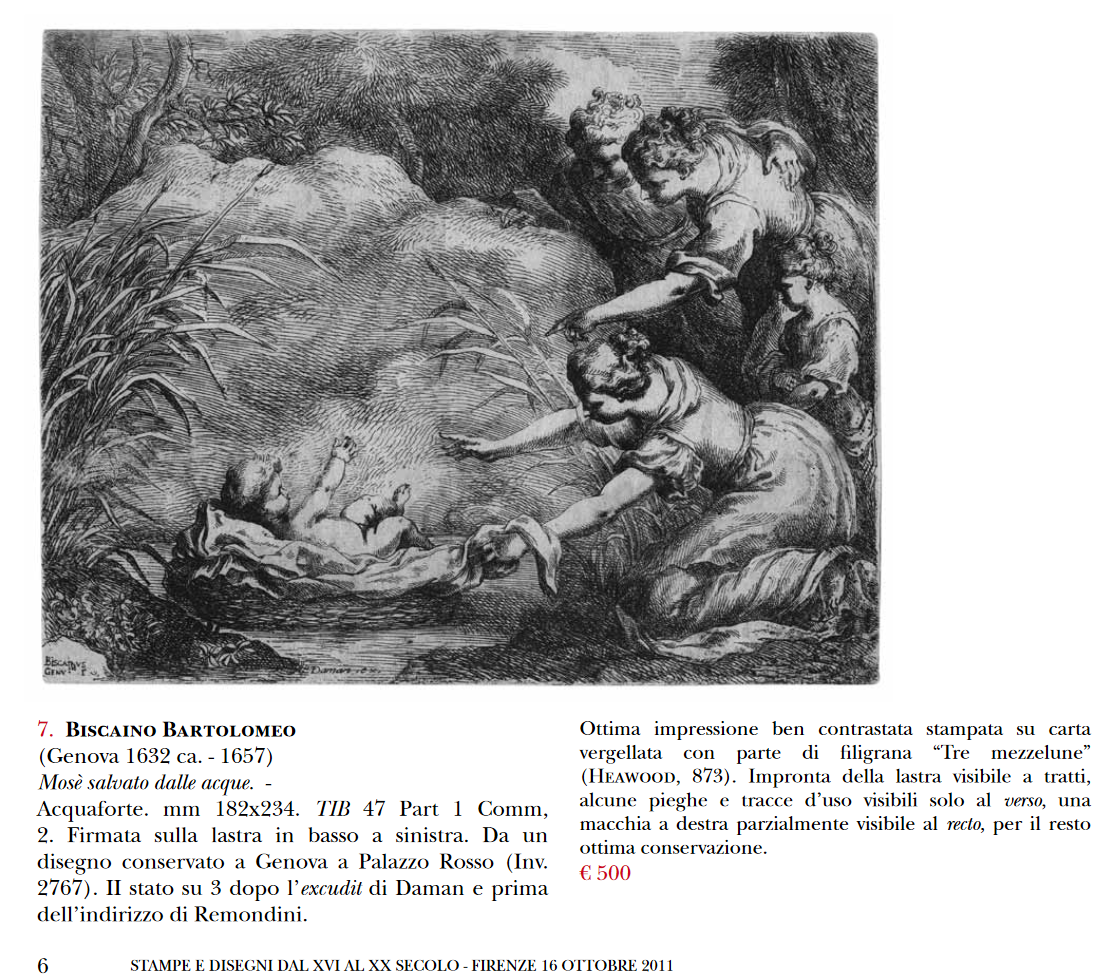 BISCAINVS
GENV. F.
7. BISCAINO BARTOLOMEO
(Genova 1632 ca. - 1657)
Mosè salvato dalle acque. -
Acquaforte. mm 182x234. TIB 47 Part 1 Comm,
2. Firmata sulla lastra in basso a sinistra. Da un
disegno conservato a Genova a Palazzo Rosso (Inv.
2767). II stato su 3 dopo l’excudit di Daman e prima
dell’indirizzo di Remondini.
Ottima impressione ben contrastata stampata su carta
vergellata con parte di filigrana “Tre mezzelune”
(HEAWOOD, 873). Impronta della lastra visibile a tratti,
alcune pieghe e tracce d’uso visibili solo al verso, una
macchia a destra parzialmente visibile al recto, per il resto
ottima conservazione.
€ 500
6 STAMPE E DISEGNI DAL XVI AL XX SECOLO - FIRENZE 16 OTTOBRE 2011